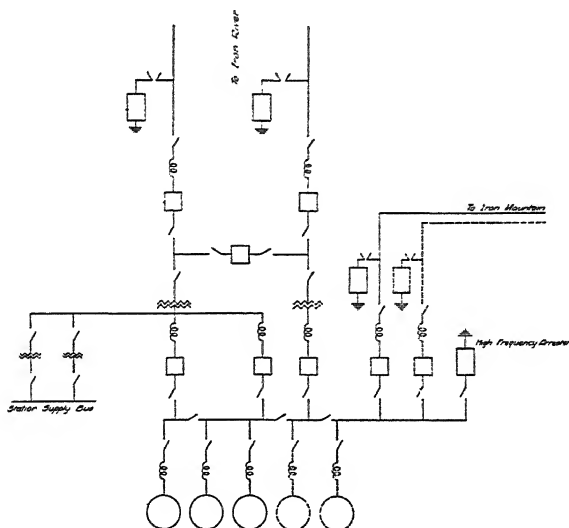 To Iron River
To Iron Mountain
High Frequency Arrester
Station Supply Bus